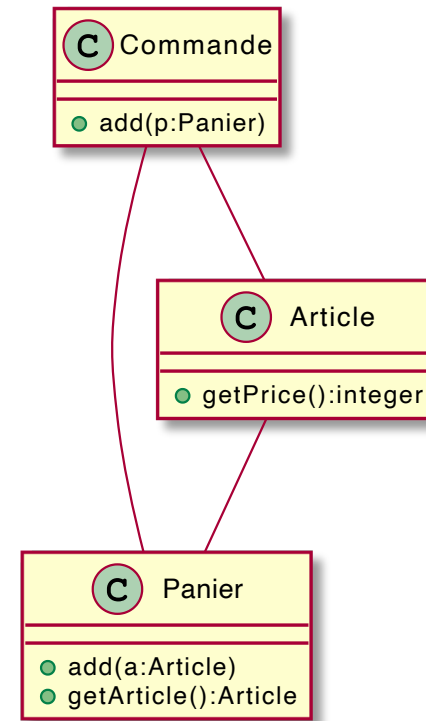 C Commande
add(p:Panier)
C Article
getPrice():integer
C Panier
add(a:Article)
getArticle():Article